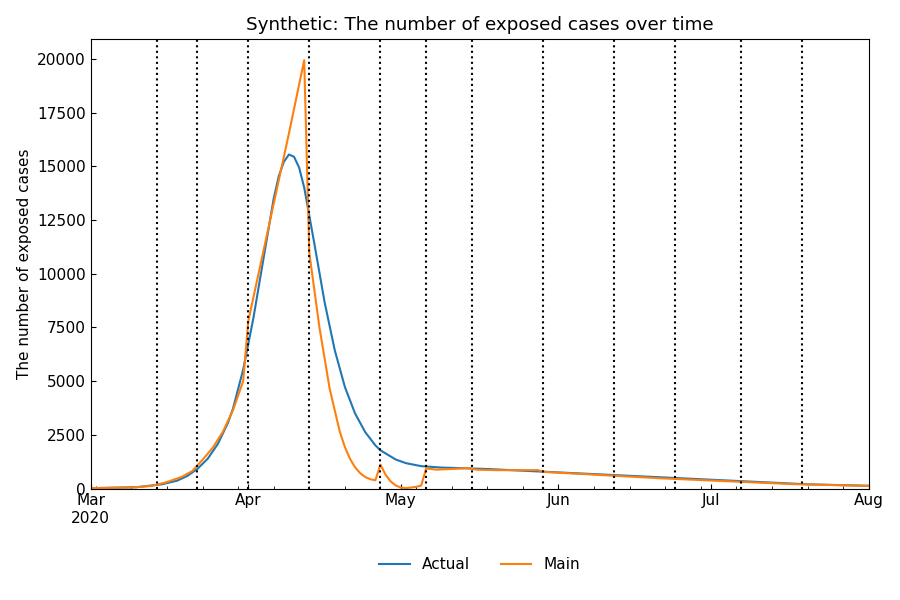 Synthetic: The number of exposed cases over time
The number of exposed cases
20000
17500
15000
12500
10000
7500
5000
2500
0
Mar
2020
Apr
May
Jun
Jul
Aug
Actual
Main